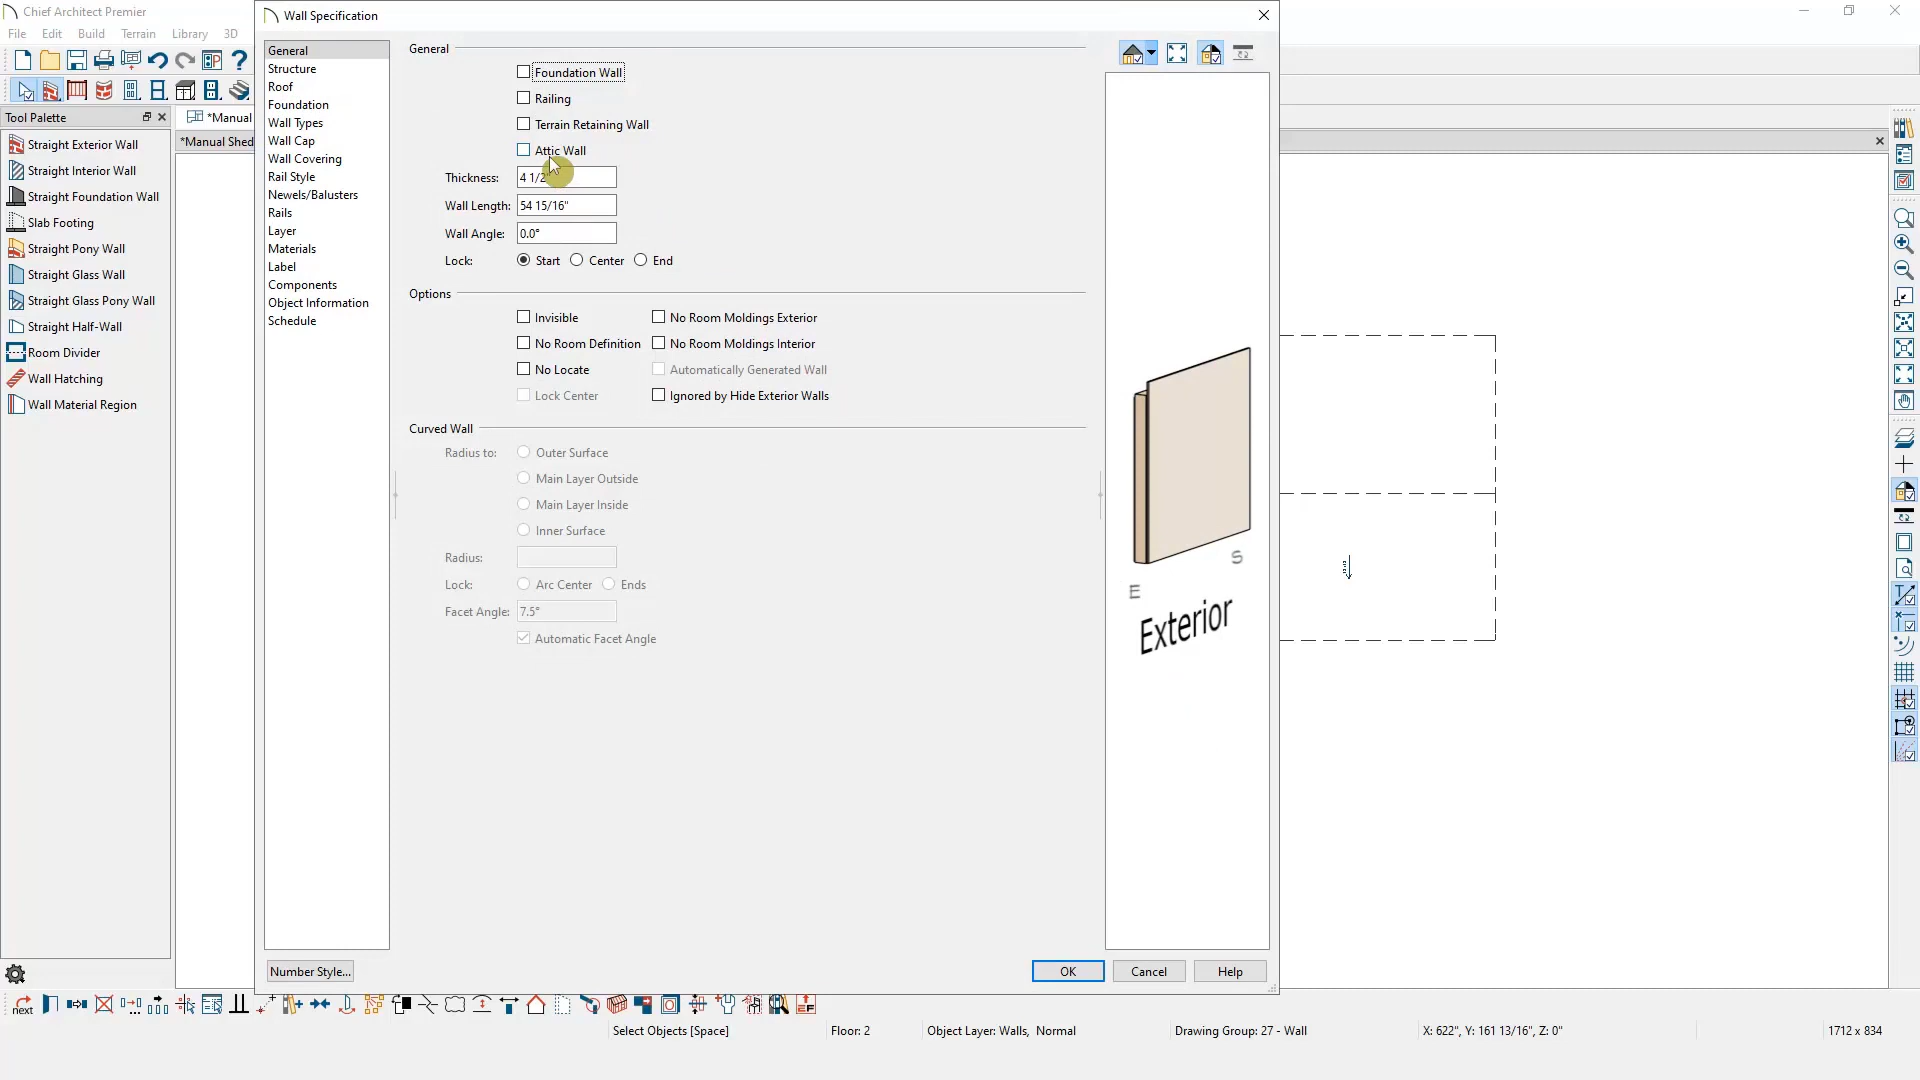 Chief Architect Premier
File Edit Build Terrain Library 3D
Tool Palette
Straight Exterior Wall
Straight Interior Wall
Straight Foundation Wall
Slab Footing
Straight Pony Wall
Straight Glass Wall
Straight Glass Pony Wall
Straight Half-Wall
Room Divider
Wall Hatching
Wall Material Region
*Manual
*Manual Shed
Wall Specification
General
Structure
Roof
Foundation
Wall Types
Wall Cap
Wall Covering
Rail Style
Newels/Balusters
Rails
Layer
Materials
Label
Components
Object Information
Schedule
General
Foundation Wall
Railing
Terrain Retaining Wall
Attic Wall
Thickness: 4 1/2"
Wall Length: 54 15/16"
Wall Angle: 0.0°
Lock: Start Center End
Options
Invisible No Room Moldings Exterior
No Room Definition No Room Moldings Interior
No Locate Automatically Generated Wall
Lock Center Ignored by Hide Exterior Walls
Curved Wall
Radius to: Outer Surface
Main Layer Outside
Main Layer Inside
Inner Surface
Radius:
Lock: Arc Center Ends
Facet Angle: 7.5°
Automatic Facet Angle
S
E
Exterior
Number Style... OK Cancel Help
next
Select Objects [Space] Floor: 2 Object Layer: Walls, Normal Drawing Group: 27 - Wall X: 622", Y: 161 13/16", Z: 0" 1712 x 834